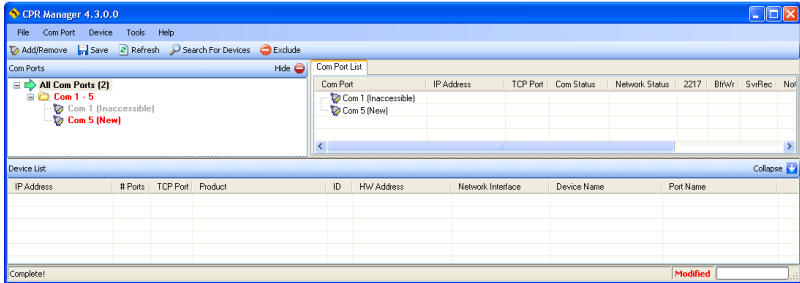 CPR Manager 4.3.0.0
File Com Port Device Tools Help
Add/Remove Save Refresh Search For Devices Exclude
Com Ports Hide
All Com Ports (2)
Com 1 - 5
Com 1 (Inaccessible)
Com 5 (New)
Com Port List
Com Port IP Address TCP Port Com Status Network Status 2217 BfrWr SvrRec
Com 1 (Inaccessible)
Com 5 (New)
Device List Collapse
IP Address # Ports TCP Port Product ID HW Address Network Interface Device Name Port Name
Complete! Modified